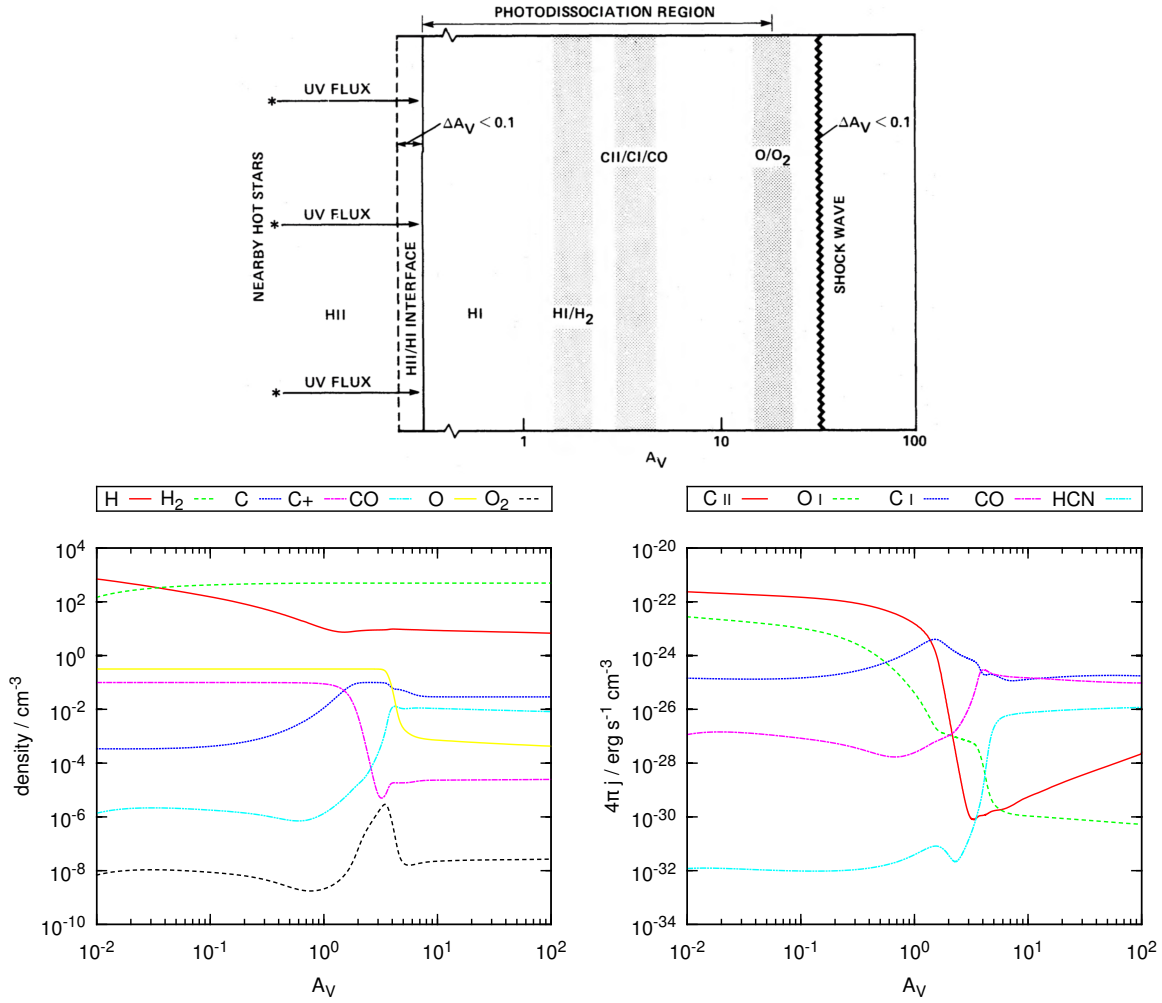 PHOTODISSOCIATION REGION
UV FLUX
ΔAV < 0.1
ΔAV < 0.1
CII/CI/CO
O/O2
NEARBY HOT STARS
UV FLUX
SHOCK WAVE
HII/HI INTERFACE
HII
HI
HI/H2
UV FLUX
1
10
100
AV
H H2 C C+ CO O O2
10^4
10^2
10^0
10^-2
10^-4
10^-6
10^-8
10^-10
density / cm^-3
10^-2 10^-1 10^0 10^1 10^2
AV
C II O I C I CO HCN
10^-20
10^-22
10^-24
10^-26
10^-28
10^-30
10^-32
10^-34
4π j / erg s^-1 cm^-3
10^-2 10^-1 10^0 10^1 10^2
AV